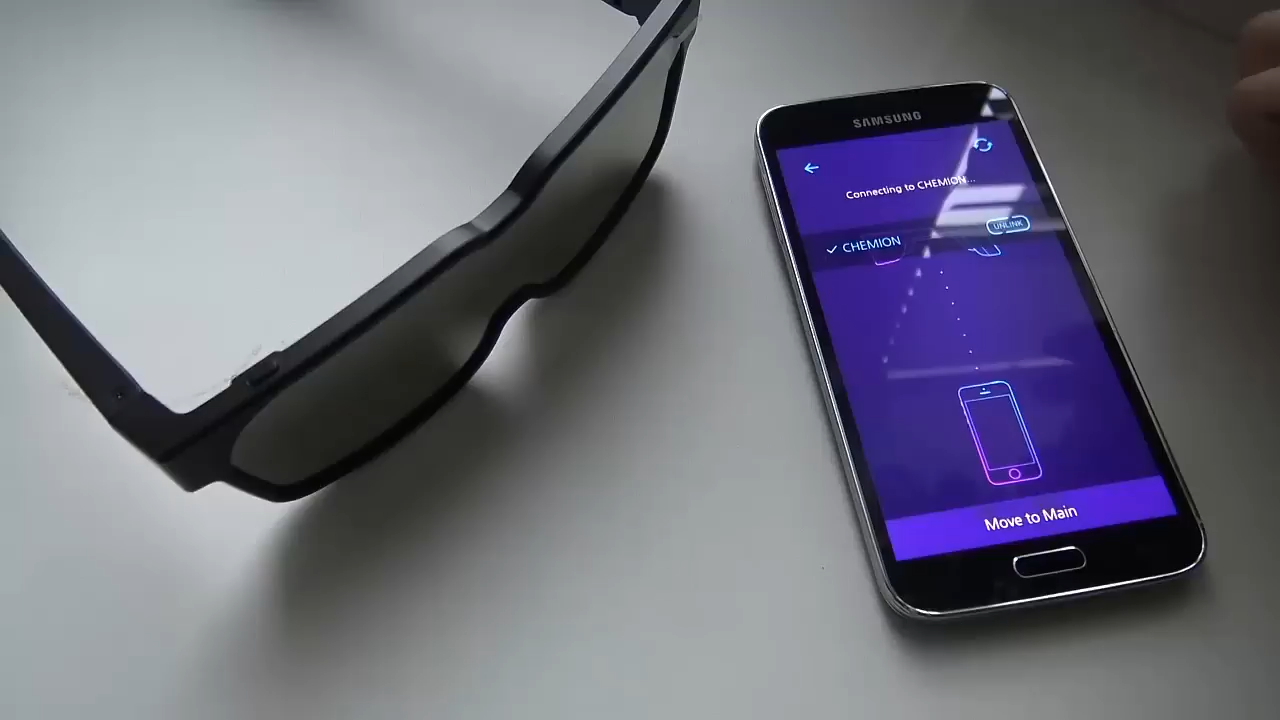 SAMSUNG
Connecting to CHEMION...
UNLINK
CHEMION
Move to Main